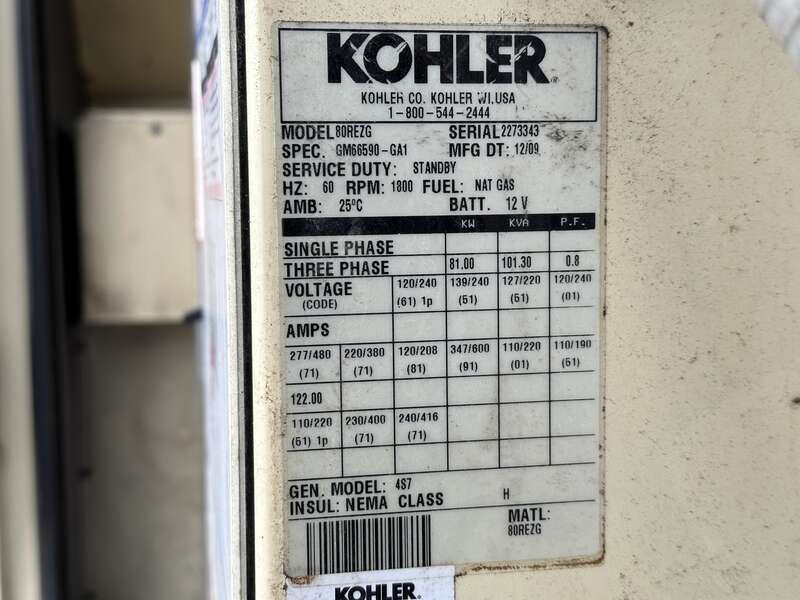 KOHLER®
KOHLER CO. KOHLER WI,USA
1-800-544-2444
MODEL 80REZG SERIAL 2273343
SPEC. GM66590-GA1 MFG DT: 12/09
SERVICE DUTY: STANDBY
HZ: 60 RPM: 1800 FUEL: NAT GAS
AMB: 25ºC BATT. 12 V
KW KVA P.F.
SINGLE PHASE
THREE PHASE 81.00 101.30 0.8
VOLTAGE 120/240 139/240 127/220 120/240
(CODE) (61) 1p (51) (51) (01)
AMPS
277/480 220/380 120/208 347/600 110/220 110/190
(71) (71) (81) (91) (01) (51)
122.00
110/220 230/400 240/416
(51) 1p (71) (71)
GEN. MODEL: 4S7
INSUL: NEMA CLASS H
MATL:
80REZG
KOHLER.